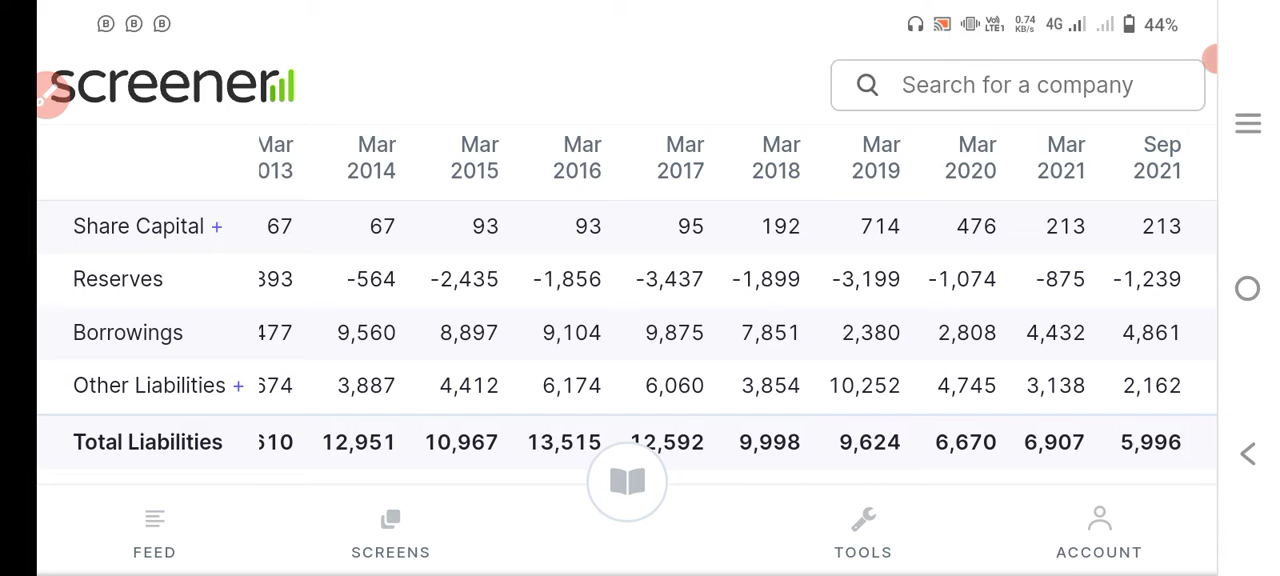 0.74
KB/s
VoI)
LTE1
4G
44%
screener
Search for a company
Mar Mar Mar Mar Mar Mar Mar Mar Sep
2014 2015 2016 2017 2018 2019 2020 2021 2021
Share Capital + 67 67 93 93 95 192 714 476 213 213
Reserves -564 -2,435 -1,856 -3,437 -1,899 -3,199 -1,074 -875 -1,239
Borrowings 9,560 8,897 9,104 9,875 7,851 2,380 2,808 4,432 4,861
Other Liabilities + 3,887 4,412 6,174 6,060 3,854 10,252 4,745 3,138 2,162
Total Liabilities 12,951 10,967 13,515 12,592 9,998 9,624 6,670 6,907 5,996
FEED SCREENS TOOLS ACCOUNT